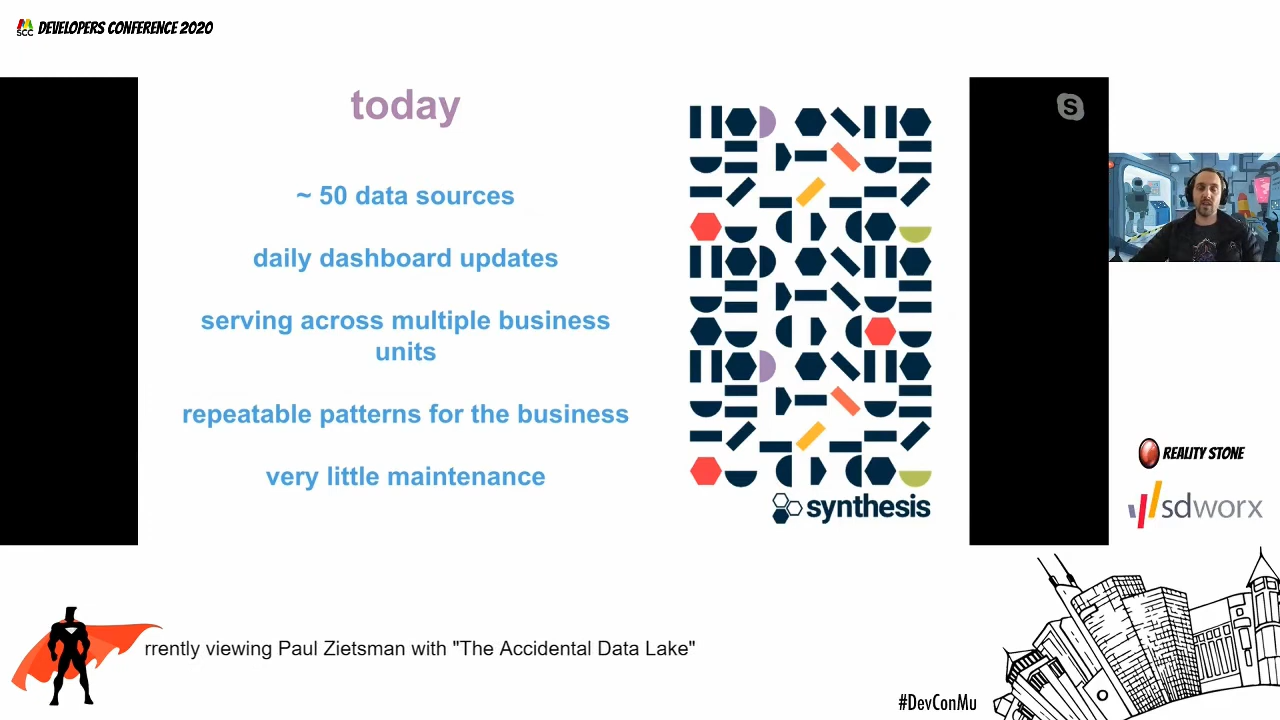 SCC DEVELOPERS CONFERENCE 2020
today
~ 50 data sources
daily dashboard updates
serving across multiple business
units
repeatable patterns for the business
very little maintenance
synthesis
S
REALITY STONE
sdworx
rrently viewing Paul Zietsman with "The Accidental Data Lake"
#DevConMu